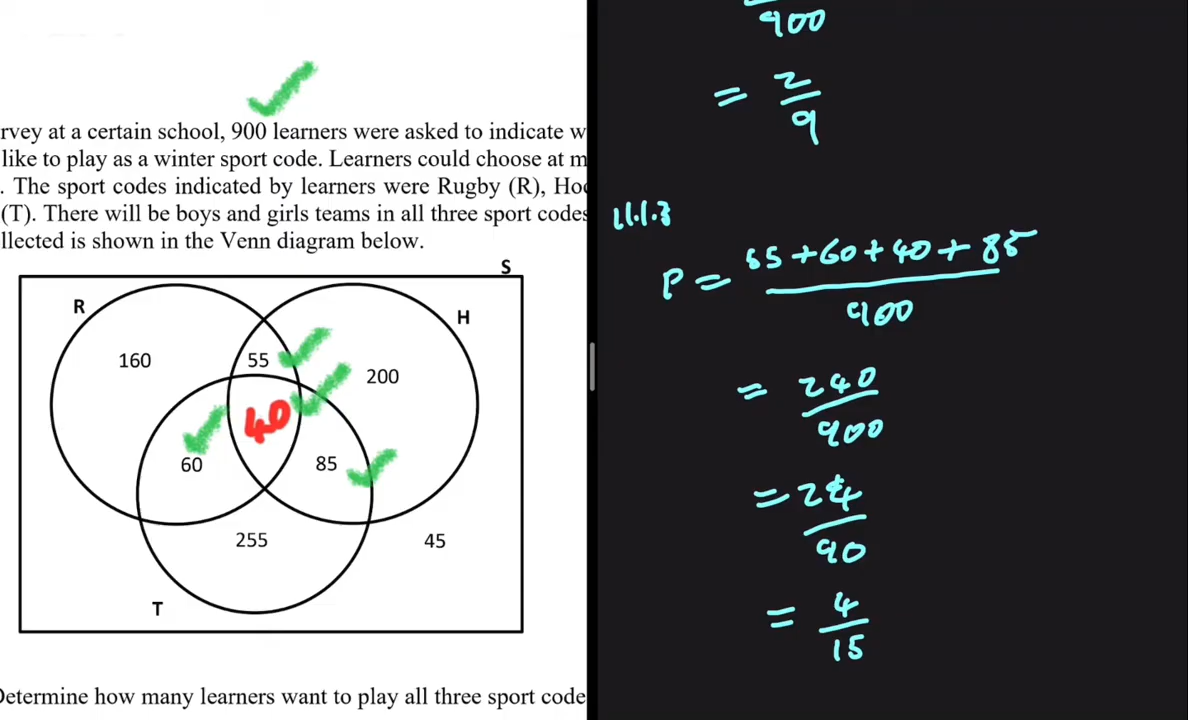 rvey at a certain school, 900 learners were asked to indicate w
like to play as a winter sport code. Learners could choose at m
. The sport codes indicated by learners were Rugby (R), Hoc
(T). There will be boys and girls teams in all three sport codes
llected is shown in the Venn diagram below.
S
R
H
160
55
200
40
60
85
255
45
T
Determine how many learners want to play all three sport code
900
= 2/9
11.1.3
P = 55+60+40+85/900
= 240/900
= 24/90
= 4/15